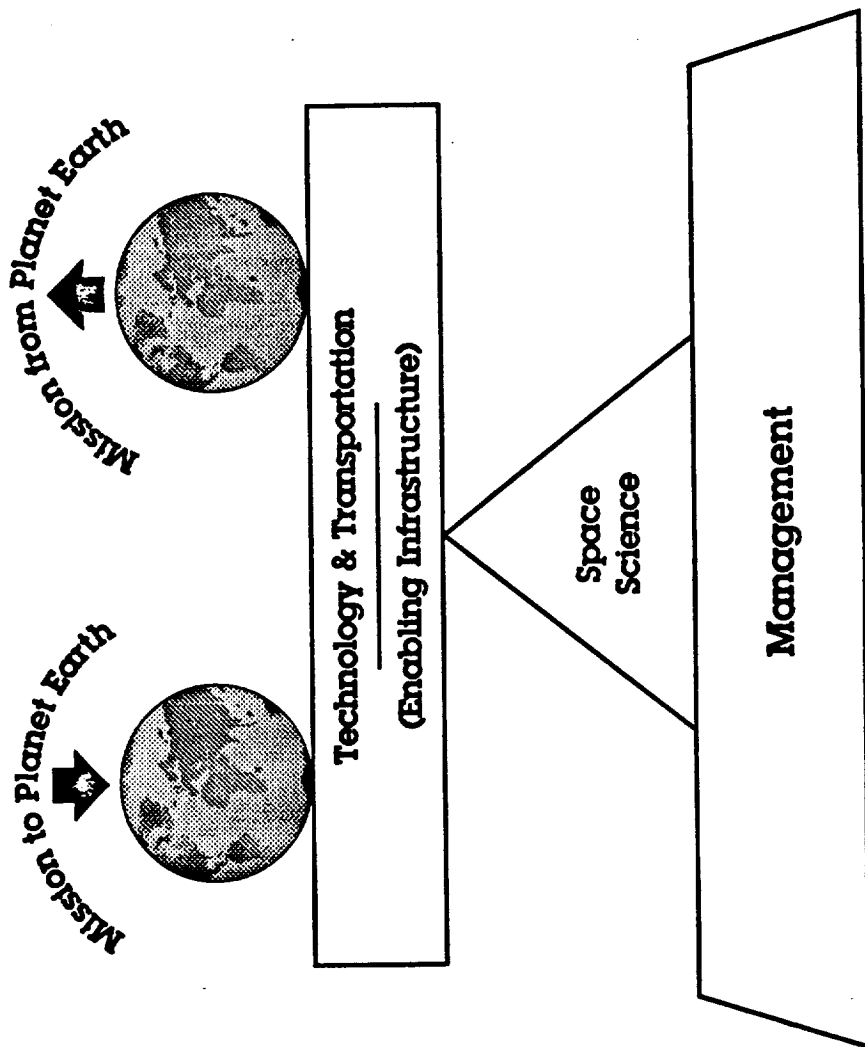 Mission to Planet Earth
Mission from Planet Earth
Technology & Transportation
(Enabling Infrastructure)
Space
Science
Management